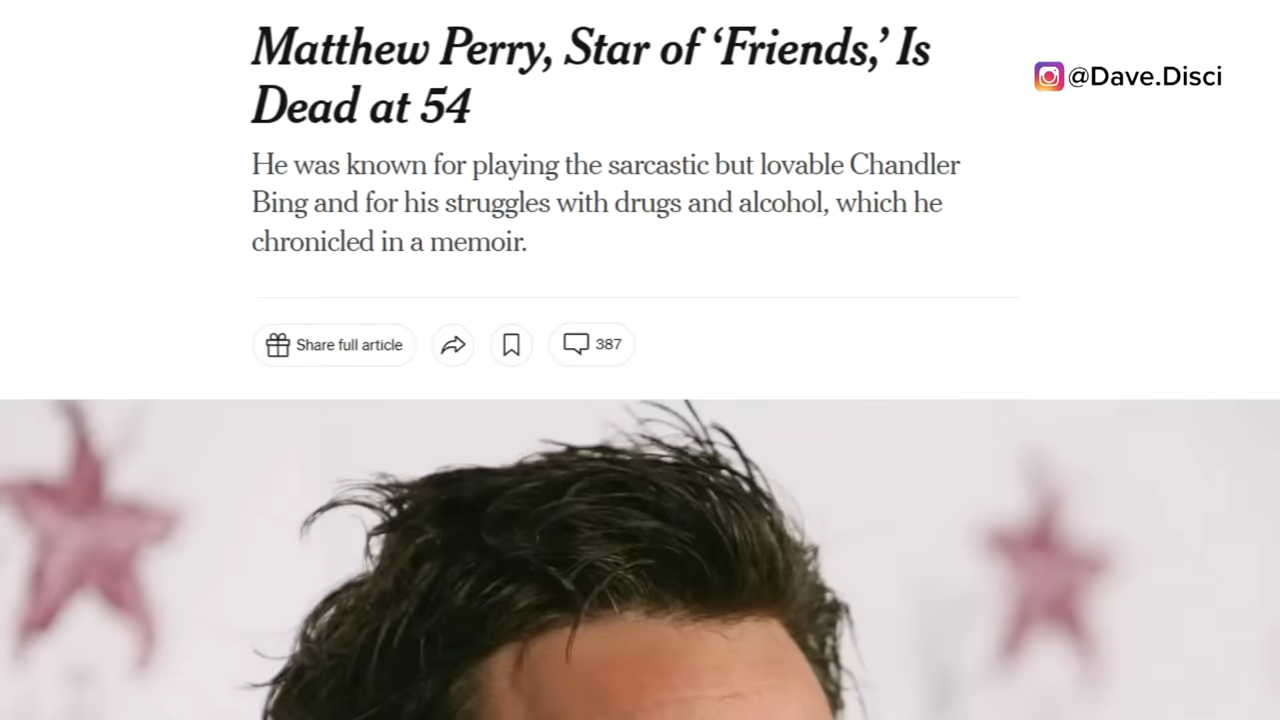 Matthew Perry, Star of ‘Friends,’ Is
Dead at 54
@Dave.Disci
He was known for playing the sarcastic but lovable Chandler
Bing and for his struggles with drugs and alcohol, which he
chronicled in a memoir.
Share full article
387